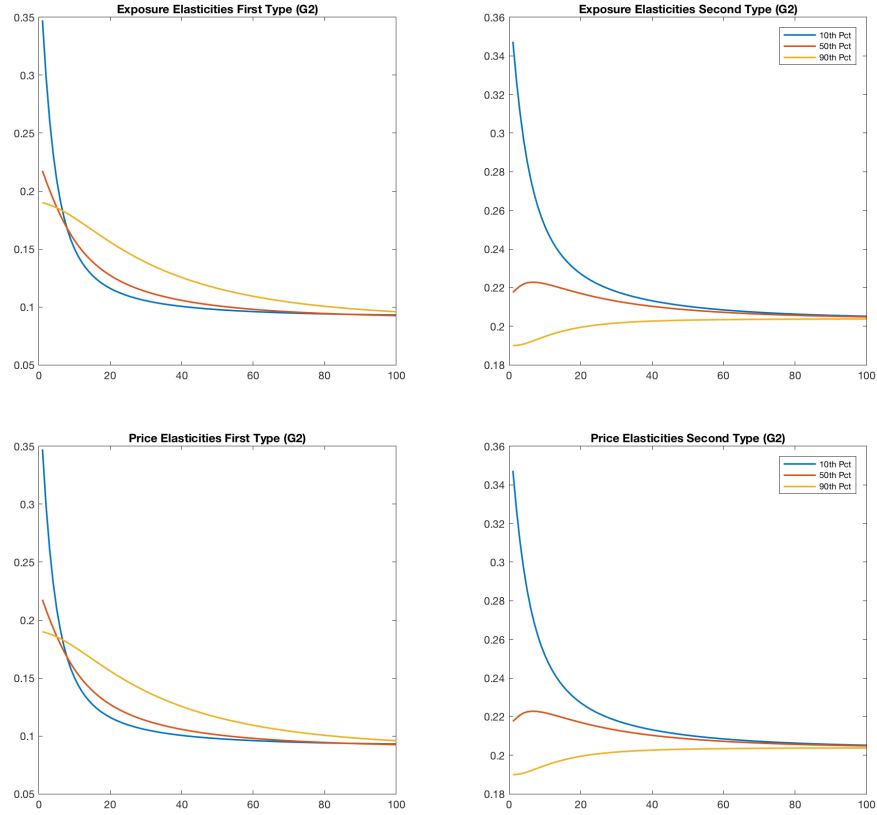 Exposure Elasticities First Type (G2)
0.35
0.3
0.25
0.2
0.15
0.1
0.05
0 20 40 60 80 100
Exposure Elasticities Second Type (G2)
0.36
0.34
0.32
0.3
0.28
0.26
0.24
0.22
0.2
0.18
0 20 40 60 80 100
10th Pct
50th Pct
90th Pct
Price Elasticities First Type (G2)
0.35
0.3
0.25
0.2
0.15
0.1
0.05
0 20 40 60 80 100
Price Elasticities Second Type (G2)
0.36
0.34
0.32
0.3
0.28
0.26
0.24
0.22
0.2
0.18
0 20 40 60 80 100
10th Pct
50th Pct
90th Pct